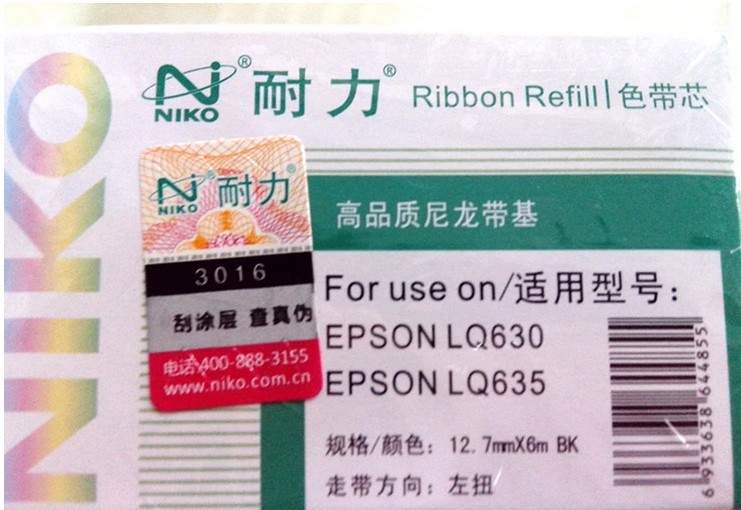 NIKO
NIKO® 耐力® Ribbon Refill|色带芯
NIKO® 耐力®
3016
刮涂层 查真伪
电话:400-888-3155
www.niko.com.cn
高品质尼龙带基
For use on/适用型号：
EPSON LQ630
EPSON LQ635
规格/颜色：12.7mmX6m BK
走带方向：左扭
6 933638 644855